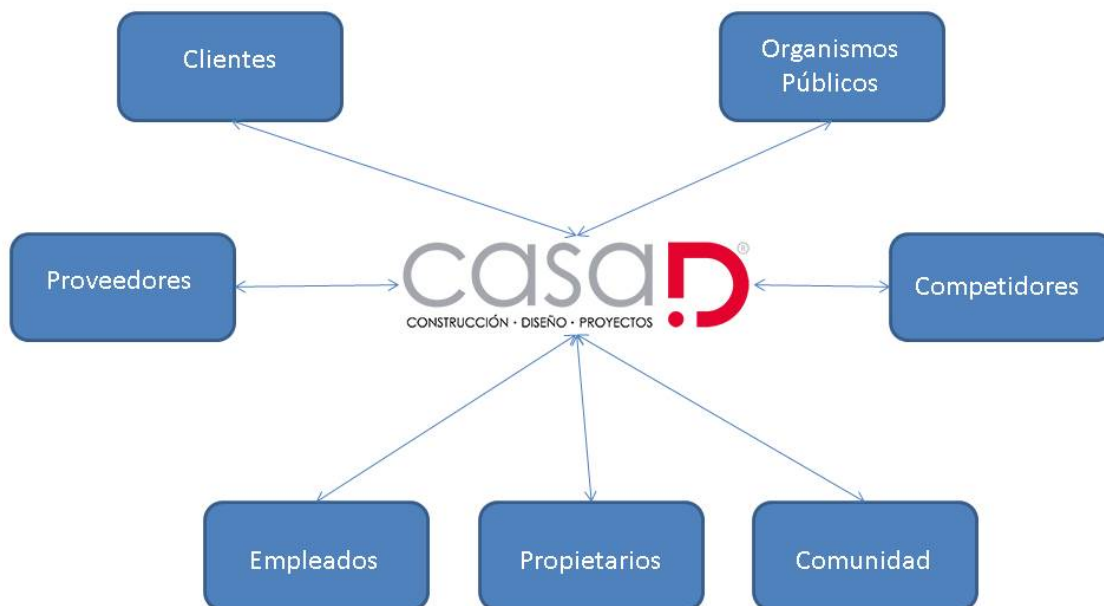 Clientes
Organismos
Públicos
Proveedores
casaD®
CONSTRUCCIÓN · DISEÑO · PROYECTOS
Competidores
Empleados
Propietarios
Comunidad